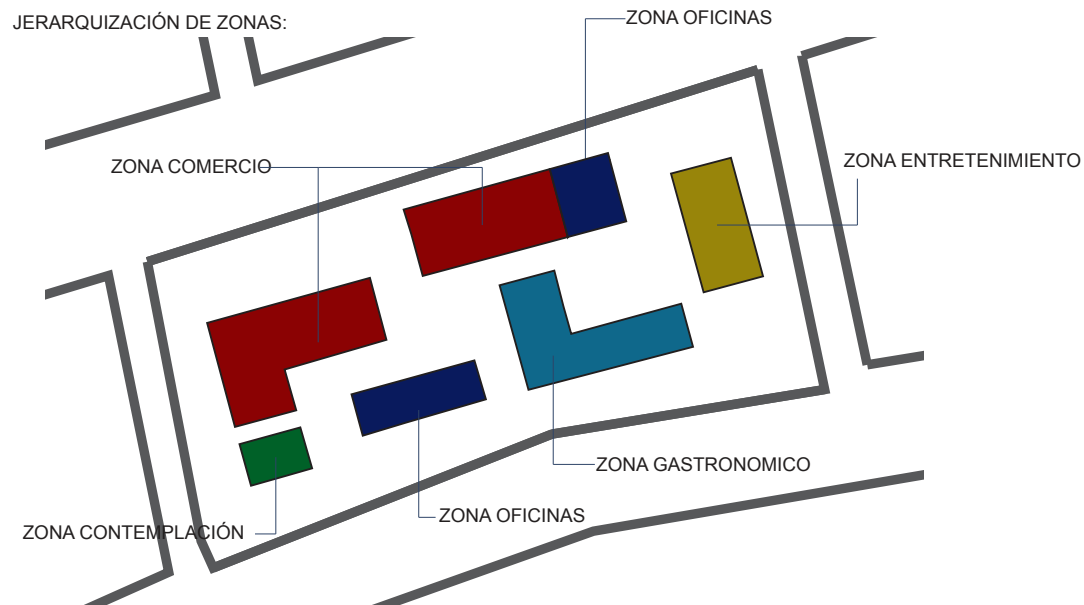 JERARQUIZACIÓN DE ZONAS:
ZONA OFICINAS
ZONA COMERCIO
ZONA ENTRETENIMIENTO
ZONA GASTRONOMICO
ZONA OFICINAS
ZONA CONTEMPLACIÓN